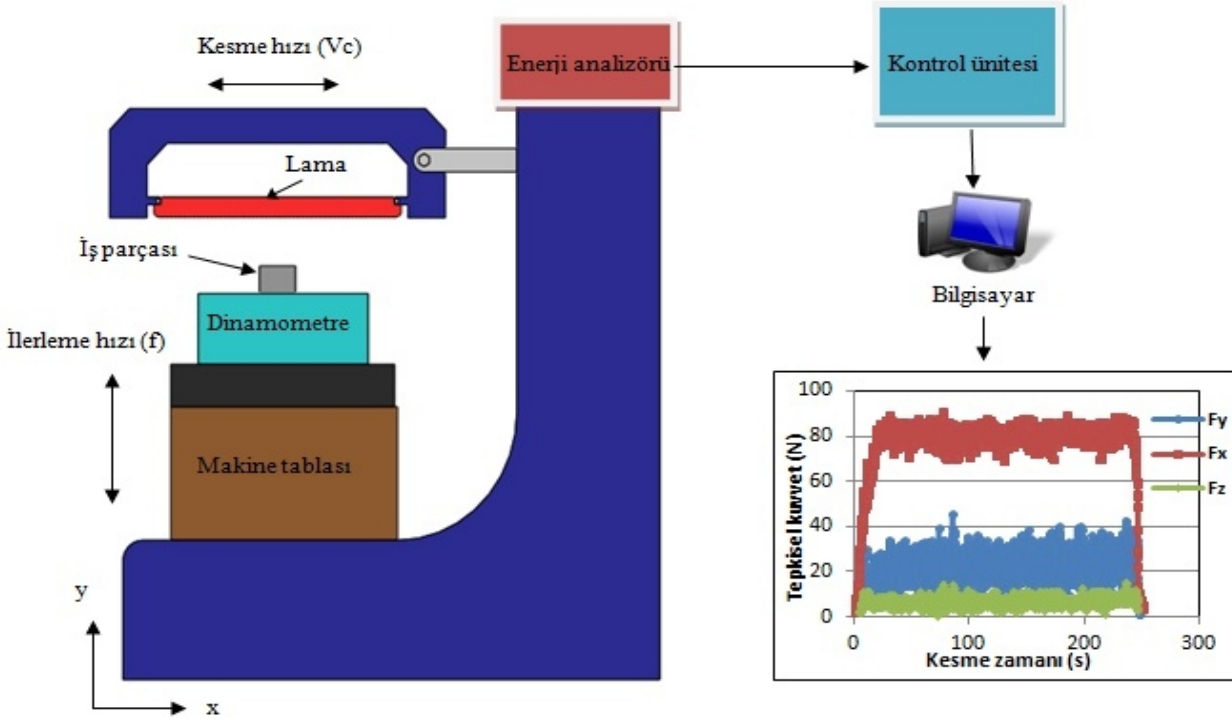 Kesme hızı (Vc)
Enerji analizörü
Kontrol ünitesi
Lama
İş parçası
Dinamometre
İlerleme hızı (f)
Makine tablası
y
x
Bilgisayar
Tepkisel kuvvet (N)
100
80
60
40
20
0
0
100
200
300
Kesme zamanı (s)
Fy
Fx
Fz